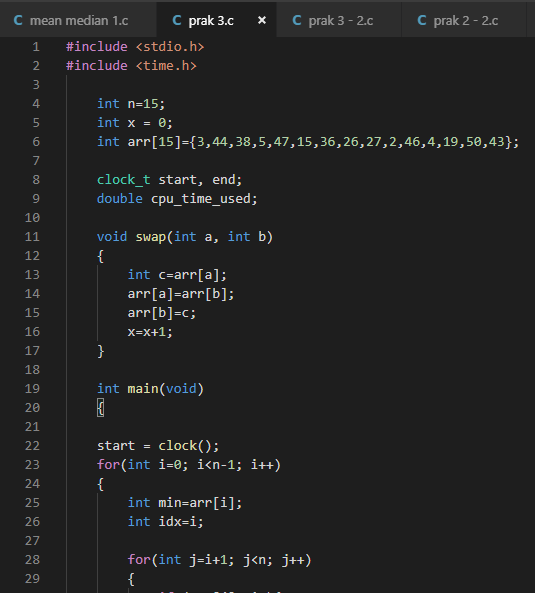 C mean median 1.c C prak 3.c × C prak 3 - 2.c C prak 2 - 2.c
1 #include <stdio.h>
2 #include <time.h>
3
4 int n=15;
5 int x = 0;
6 int arr[15]={3,44,38,5,47,15,36,26,27,2,46,4,19,50,43};
7
8 clock_t start, end;
9 double cpu_time_used;
10
11 void swap(int a, int b)
12 {
13 int c=arr[a];
14 arr[a]=arr[b];
15 arr[b]=c;
16 x=x+1;
17 }
18
19 int main(void)
20 {
21
22 start = clock();
23 for(int i=0; i<n-1; i++)
24 {
25 int min=arr[i];
26 int idx=i;
27
28 for(int j=i+1; j<n; j++)
29 {